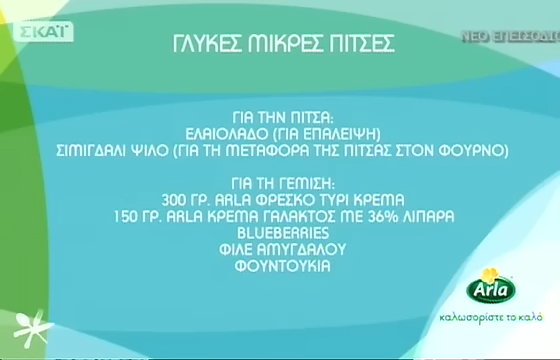 ΣΚΑΪ
ΝΕΟ ΕΠΕΙΣΟΔΙΟ
ΓΛΥΚΕΣ ΜΙΚΡΕΣ ΠΙΤΣΕΣ
ΓΙΑ ΤΗΝ ΠΙΤΣΑ:
ΕΛΑΙΟΛΑΔΟ (ΓΙΑ ΕΠΑΛΕΙΨΗ)
ΣΙΜΙΓΔΑΛΙ ΨΙΛΟ (ΓΙΑ ΤΗ ΜΕΤΑΦΟΡΑ ΤΗΣ ΠΙΤΣΑΣ ΣΤΟΝ ΦΟΥΡΝΟ)
ΓΙΑ ΤΗ ΓΕΜΙΣΗ:
300 ΓΡ. ARLA ΦΡΕΣΚΟ ΤΥΡΙ ΚΡΕΜΑ
150 ΓΡ. ARLA ΚΡΕΜΑ ΓΑΛΑΚΤΟΣ ΜΕ 36% ΛΙΠΑΡΑ
BLUEBERRIES
ΦΙΛΕ ΑΜΥΓΔΑΛΟΥ
ΦΟΥΝΤΟΥΚΙΑ
Arla
καλωσορίστε το καλό